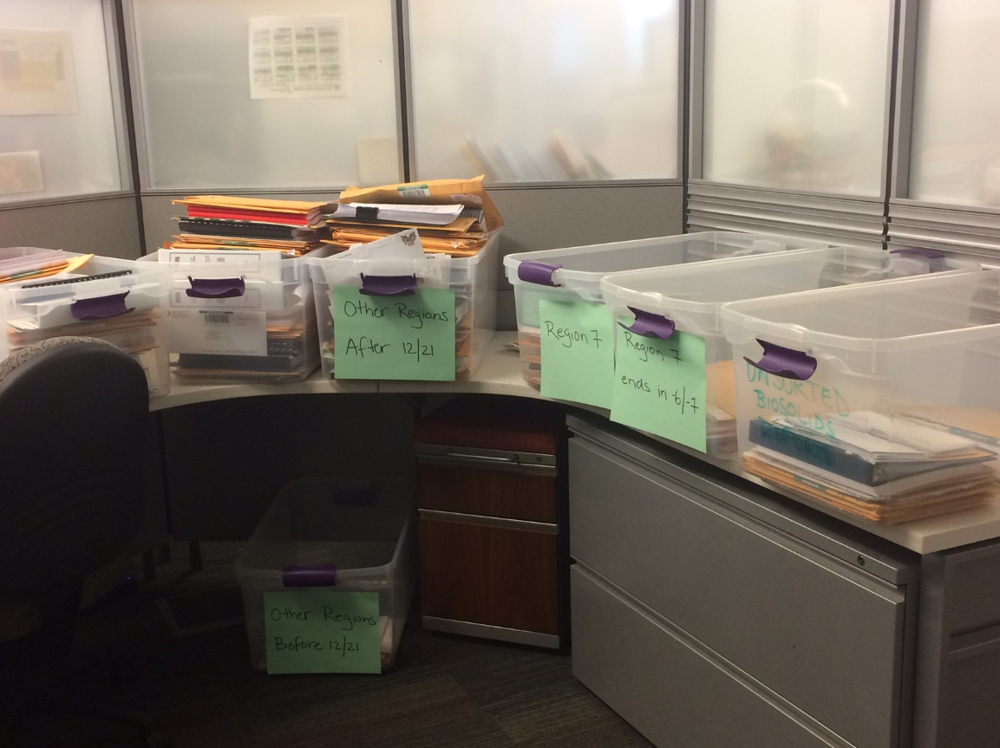 Other Regions
After 12/21
Region 7
Region 7
ends in -6/-7
UNSORTED
BIOSOLIDS
REPORTS
Other Regions
Before 12/21